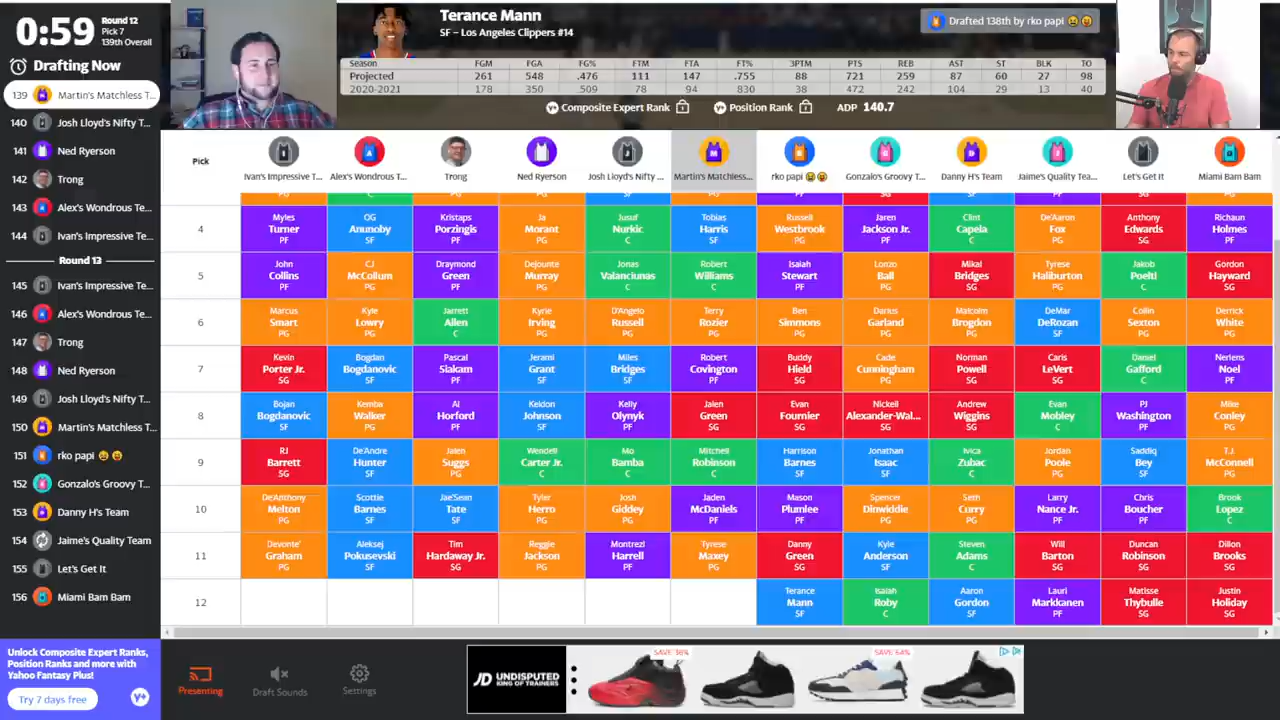 0:59
Round 12
Pick 7
139th Overall
Drafting Now
139 Martin's Matchless T...
140 Josh Lloyd's Nifty T...
141 Ned Ryerson
142 Trong
143 Alex's Wondrous Te...
144 Ivan's Impressive Te...
Round 13
145 Ivan's Impressive Te...
146 Alex's Wondrous Te...
147 Trong
148 Ned Ryerson
149 Josh Lloyd's Nifty T...
150 Martin's Matchless T...
151 rko papi
152 Gonzalo's Groovy T...
153 Danny H's Team
154 Jaime's Quality Team
Let's Get It
156 Miami Bam Bam
Unlock Composite Expert Ranks,
Position Ranks and more with
Yahoo Fantasy Plus!
Try 7 days free
Y+
Terance Mann
SF – Los Angeles Clippers #14
Drafted 138th by rko papi
Season FGM FGA FG% FTM FTA FT% 3PTM PTS REB AST ST BLK TO
Projected 261 548 .476 111 147 .755 88 721 259 87 60 27 98
2020-2021 178 350 .509 78 94 .830 38 472 242 104 29 13 40
Composite Expert Rank Position Rank ADP 140.7
Pick Ivan's Impressive T... Alex's Wondrous T... Trong Ned Ryerson Josh Lloyd's Nifty ... Martin's Matchless... rko papi Gonzalo's Groovy T... Danny H's Team Jaime's Quality Tea... Let's Get It Miami Bam Bam
PG C PG PG PF SG SF PF SG PG
Myles OG Kristaps Ja Jusuf Tobias Russell Jaren Clint De'Aaron Anthony Richaun
4 Turner Anunoby Porzingis Morant Nurkic Harris Westbrook Jackson Jr. Capela Fox Edwards Holmes
PF SF PF PG C SF PG PF C PG SG PF
John CJ Draymond Dejounte Jonas Robert Isaiah Lonzo Mikal Tyrese Jakob Gordon
5 Collins McCollum Green Murray Valanciunas Williams Stewart Ball Bridges Haliburton Poeltl Hayward
PF PG PF PG C C PF PG SG PG C SG
Marcus Kyle Jarrett Kyrie D'Angelo Terry Ben Darius Malcolm DeMar Collin Derrick
6 Smart Lowry Allen Irving Russell Rozier Simmons Garland Brogdon DeRozan Sexton White
PG PG C PG PG PG PG PG PG SF PG PG
Kevin Bogdan Pascal Jerami Miles Robert Buddy Cade Norman Caris Daniel Nerlens
7 Porter Jr. Bogdanovic Siakam Grant Bridges Covington Hield Cunningham Powell LeVert Gafford Noel
SG SF PF SF SF PF SG PG SG SG C PF
Bojan Kemba Al Keldon Kelly Jalen Evan Nickeil Andrew Evan PJ Mike
8 Bogdanovic Walker Horford Johnson Olynyk Green Fournier Alexander-Wal... Wiggins Mobley Washington Conley
SF PG PF SF PF SG SG SG SG C PF PG
RJ De'Andre Jalen Wendell Mo Mitchell Harrison Jonathan Ivica Jordan Saddiq T.J.
9 Barrett Hunter Suggs Carter Jr. Bamba Robinson Barnes Isaac Zubac Poole Bey McConnell
SG SF PG C C C SF SF C PG SF PG
De'Anthony Scottie Jae'Sean Tyler Josh Jaden Mason Spencer Seth Larry Chris Brook
10 Melton Barnes Tate Herro Giddey McDaniels Plumlee Dinwiddie Curry Nance Jr. Boucher Lopez
PG SF SF PG PG PF PF PG PG PF PF C
Devonte' Aleksej Tim Reggie Montrezl Tyrese Danny Kyle Steven Will Duncan Dillon
11 Graham Pokusevski Hardaway Jr. Jackson Harrell Maxey Green Anderson Adams Barton Robinson Brooks
PG SF SG PG PF PG SG SF C SG SG SG
Terance Isaiah Aaron Lauri Matisse Justin
12 Mann Roby Gordon Markkanen Thybulle Holiday
SF C SF PF SG SG
Presenting
Draft Sounds
Settings
JD UNDISPUTED
KING OF TRAINERS
SAVE 36%
SAVE 64%